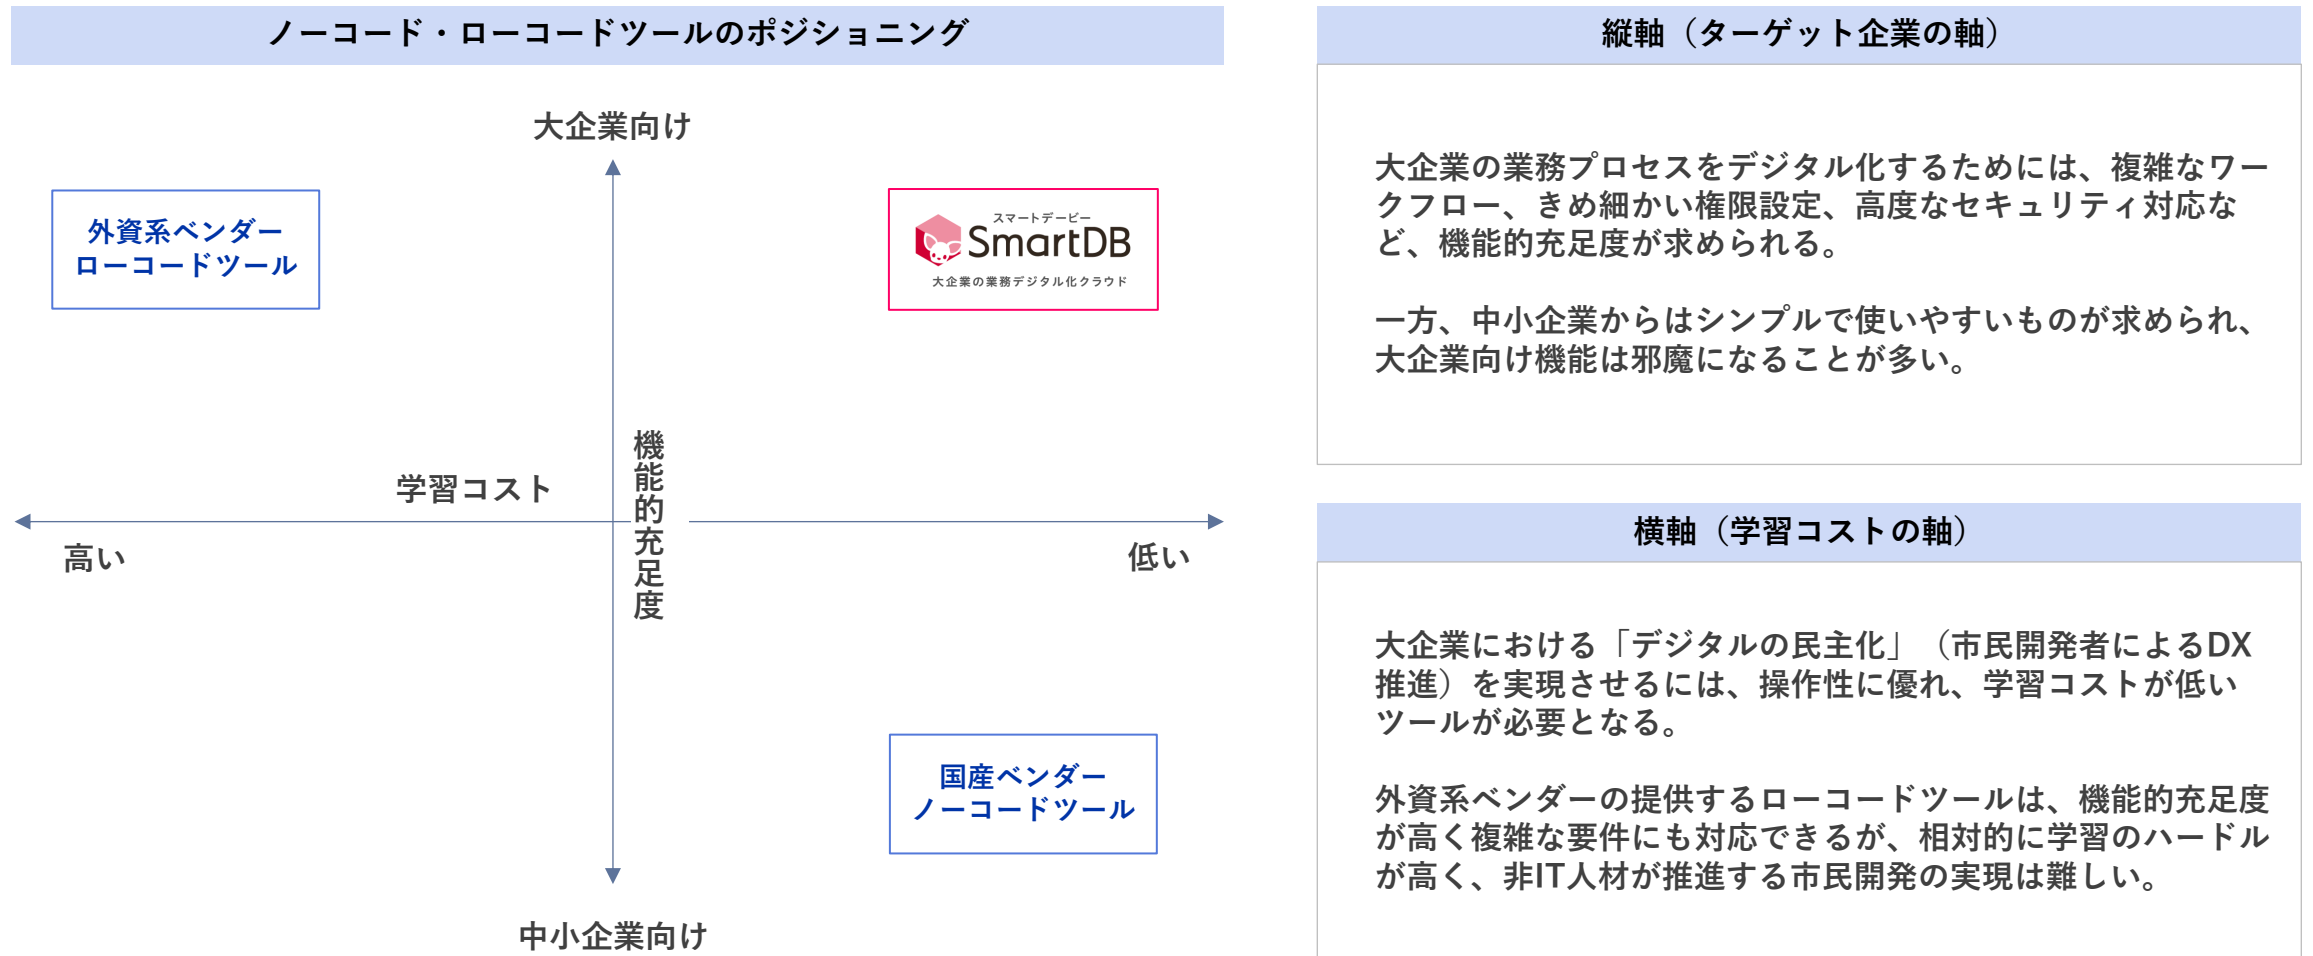 ノーコード・ローコードツールのポジショニング
大企業向け
外資系ベンダー
ローコードツール
スマートデービー
SmartDB
大企業の業務デジタル化クラウド
機能的充足度
学習コスト
高い
低い
国産ベンダー
ノーコードツール
中小企業向け
縦軸（ターゲット企業の軸）
大企業の業務プロセスをデジタル化するためには、複雑なワー
クフロー、きめ細かい権限設定、高度なセキュリティ対応な
ど、機能的充足度が求められる。
一方、中小企業からはシンプルで使いやすいものが求められ、
大企業向け機能は邪魔になることが多い。
横軸（学習コストの軸）
大企業における「デジタルの民主化」（市民開発者によるDX
推進）を実現させるには、操作性に優れ、学習コストが低い
ツールが必要となる。
外資系ベンダーの提供するローコードツールは、機能的充足度
が高く複雑な要件にも対応できるが、相対的に学習のハードル
が高く、非IT人材が推進する市民開発の実現は難しい。